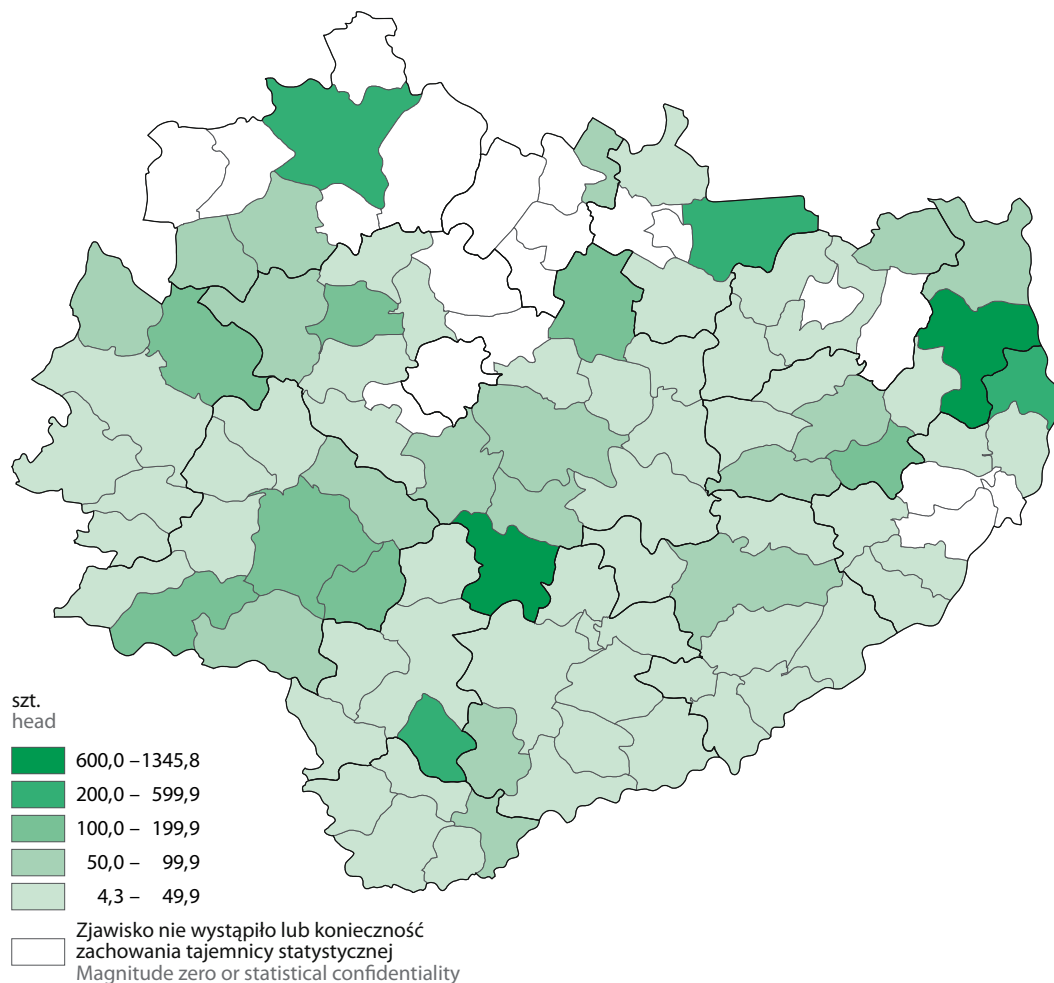 szt.
head
600,0 –1345,8
200,0 – 599,9
100,0 – 199,9
50,0 – 99,9
4,3 – 49,9
Zjawisko nie wystąpiło lub konieczność
zachowania tajemnicy statystycznej
Magnitude zero or statistical confidentiality